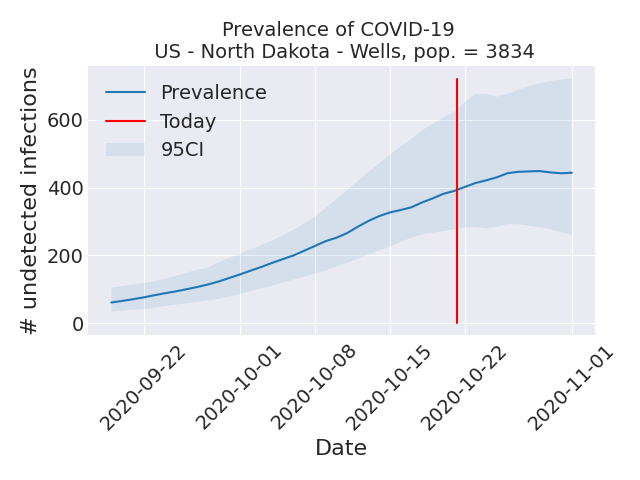 Prevalence of COVID-19
US - North Dakota - Wells, pop. = 3834
# undetected infections
600
400
200
0
Prevalence
Today
95CI
2020-09-22
2020-10-01
2020-10-08
2020-10-15
2020-10-22
2020-11-01
Date